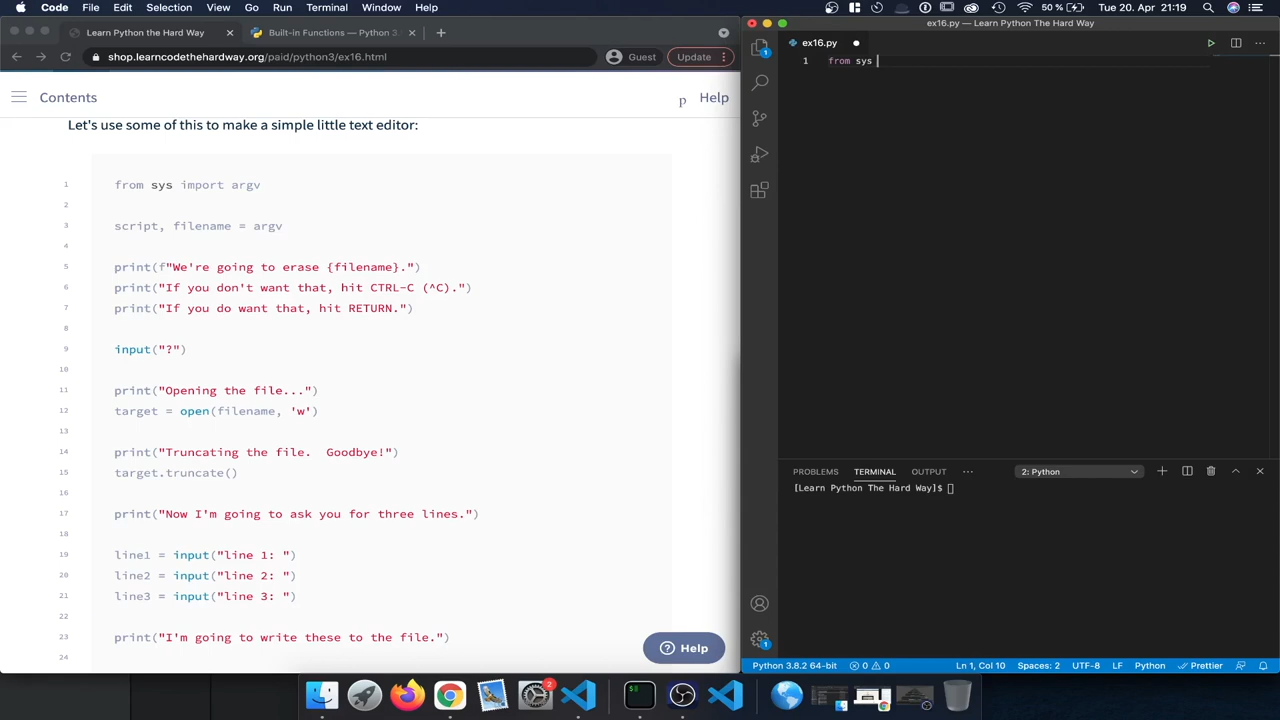 Code File Edit Selection View Go Run Terminal Window Help
50 % Tue 20. Apr 21:19
Learn Python the Hard Way
Built-in Functions — Python 3.
shop.learncodethehardway.org/paid/python3/ex16.html
Guest
Update
Contents
p Help
Let's use some of this to make a simple little text editor:
1 from sys import argv
2
3 script, filename = argv
4
5 print(f"We're going to erase {filename}.")
6 print("If you don't want that, hit CTRL-C (^C).")
7 print("If you do want that, hit RETURN.")
8
9 input("?")
10
11 print("Opening the file...")
12 target = open(filename, 'w')
13
14 print("Truncating the file.  Goodbye!")
15 target.truncate()
16
17 print("Now I'm going to ask you for three lines.")
18
19 line1 = input("line 1: ")
20 line2 = input("line 2: ")
21 line3 = input("line 3: ")
22
23 print("I'm going to write these to the file.")
24
Help
ex16.py — Learn Python The Hard Way
ex16.py
1 from sys
1
PROBLEMS TERMINAL OUTPUT ··· 2: Python
[Learn Python The Hard Way]$
1
Python 3.8.2 64-bit 0 0 Ln 1, Col 10 Spaces: 2 UTF-8 LF Python Prettier
2